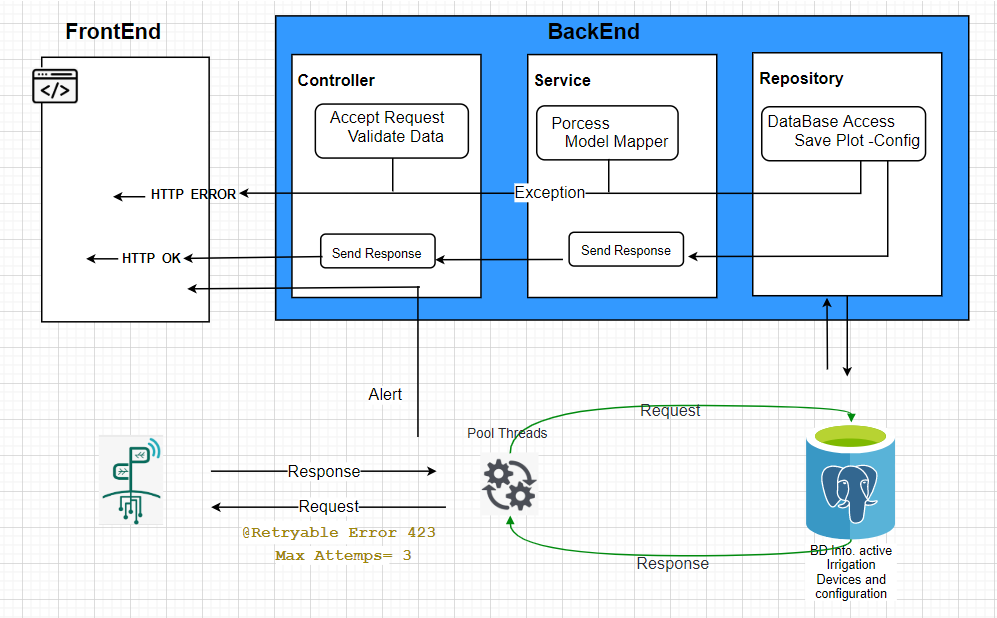 FrontEnd
BackEnd
</>
Controller
Accept Request
Validate Data
Service
Porcess
Model Mapper
Repository
DataBase Access
Save Plot -Config
HTTP ERROR
Exception
HTTP OK
Send Response
Send Response
Alert
Request
Pool Threads
Response
Request
@Retryable Error 423
Max Attemps= 3
Response
BD Info. active
Irrigation
Devices and
configuration